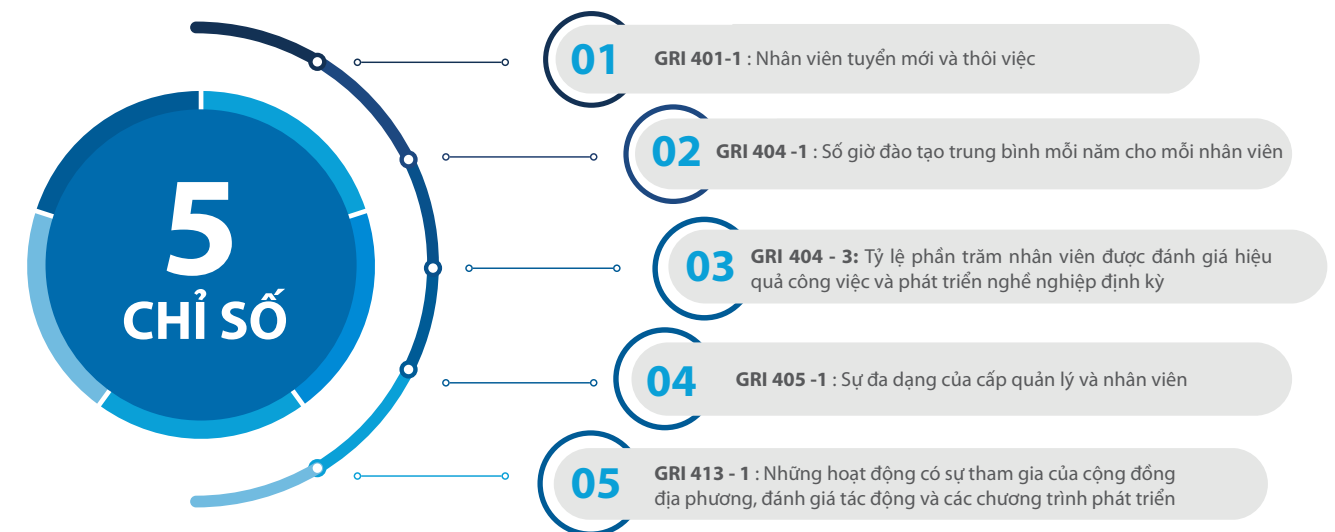 5
CHỈ SỐ
01
GRI 401-1 : Nhân viên tuyển mới và thôi việc
02
GRI 404 -1 : Số giờ đào tạo trung bình mỗi năm cho mỗi nhân viên
03
GRI 404 - 3: Tỷ lệ phần trăm nhân viên được đánh giá hiệu
quả công việc và phát triển nghề nghiệp định kỳ
04
GRI 405 -1 : Sự đa dạng của cấp quản lý và nhân viên
05
GRI 413 - 1 : Những hoạt động có sự tham gia của cộng đồng
địa phương, đánh giá tác động và các chương trình phát triển